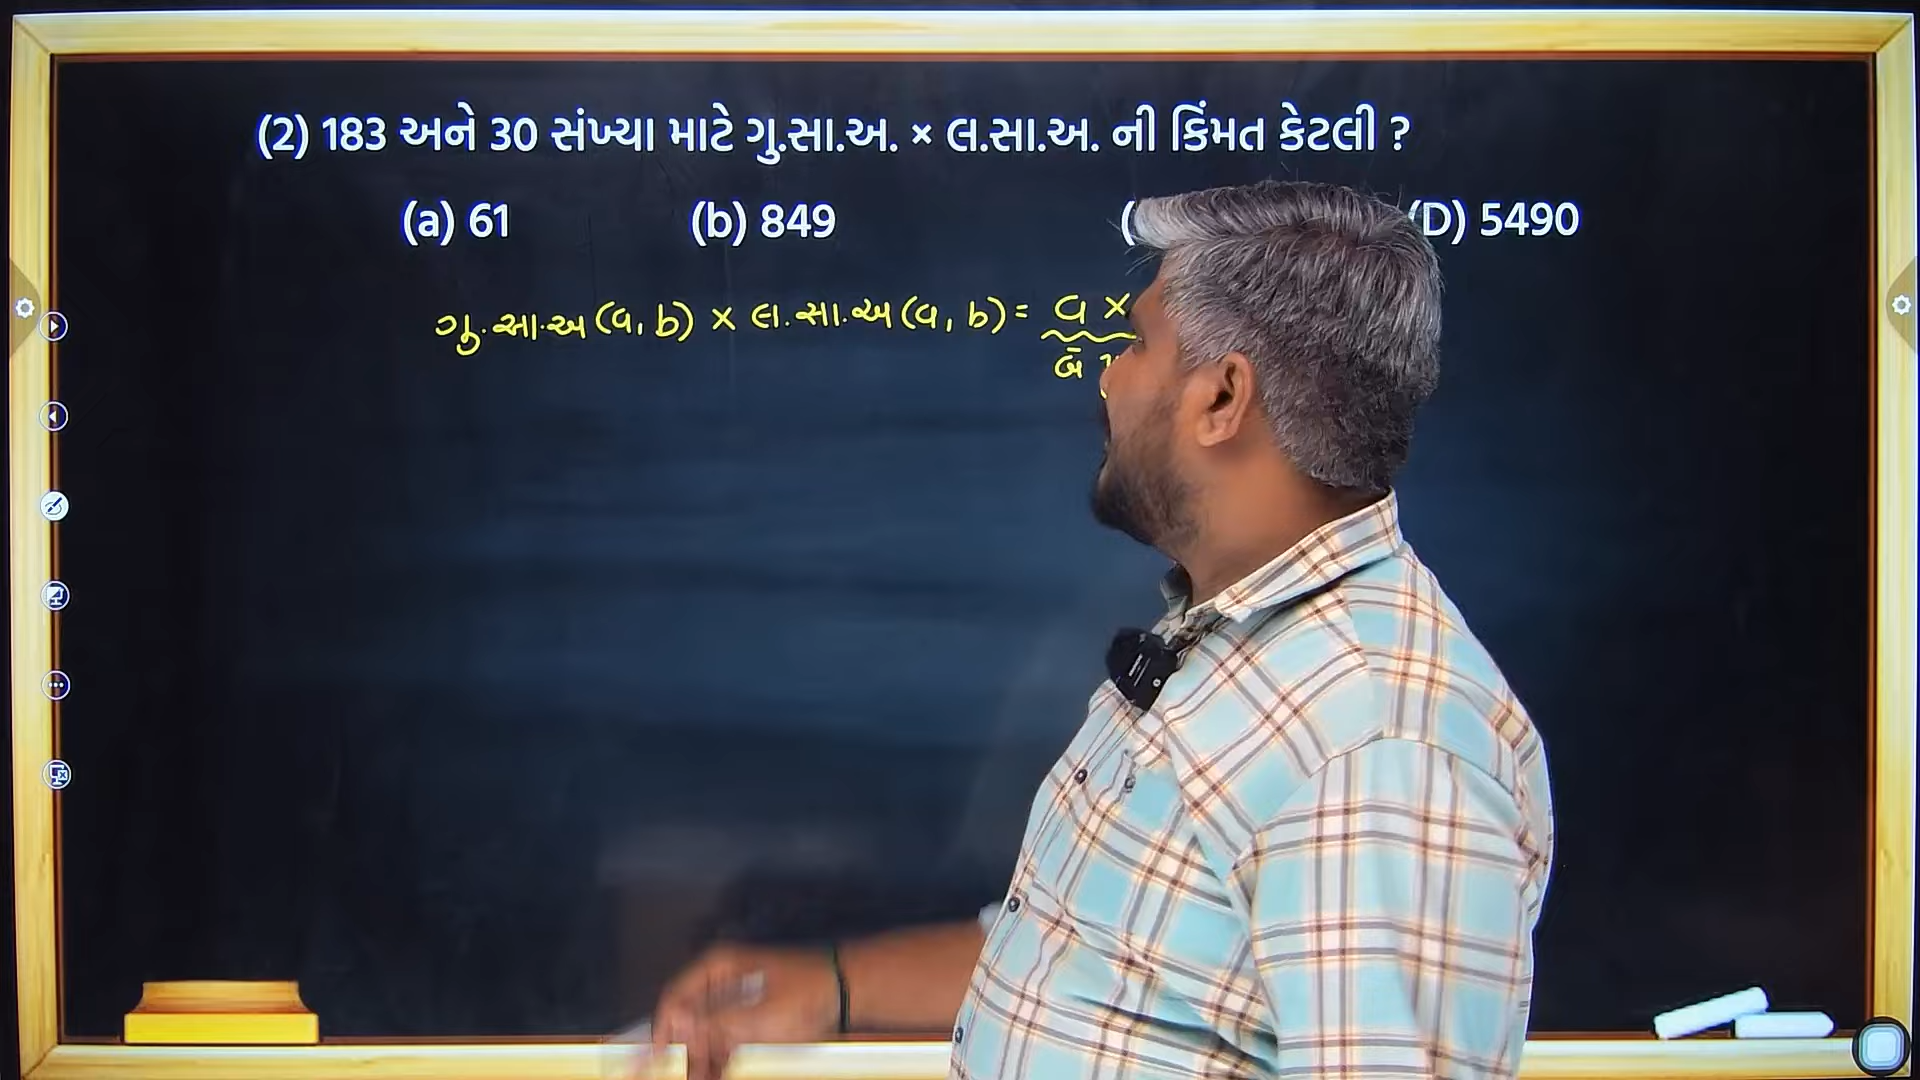 (2) 183 અને 30 સંખ્યા માટે ગુ.સા.અ. × લ.સા.અ. ની કિંમત કેટલી ?
(a) 61 (b) 849 ( (D) 5490
ગુ.સા.અ (a, b) × લ.સા.અ (a, b) = a ×
બે